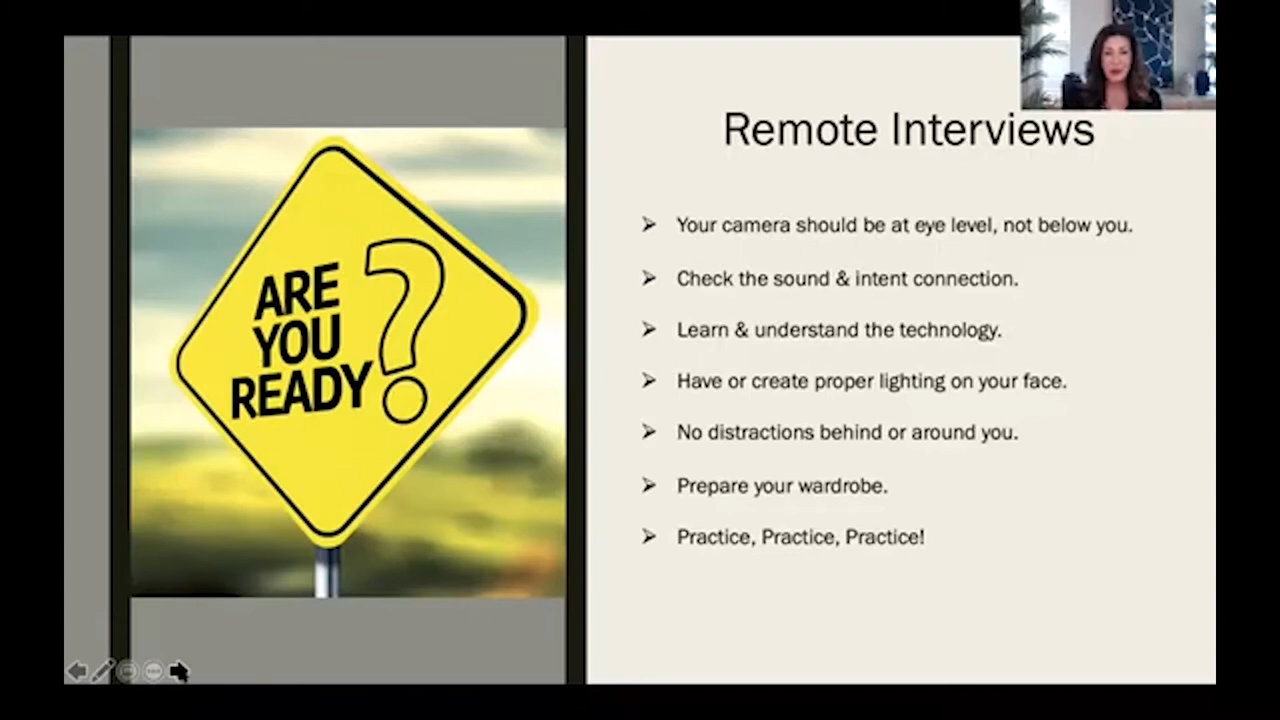 Remote Interviews
ARE
YOU
READY?
Your camera should be at eye level, not below you.
Check the sound & intent connection.
Learn & understand the technology.
Have or create proper lighting on your face.
No distractions behind or around you.
Prepare your wardrobe.
Practice, Practice, Practice!